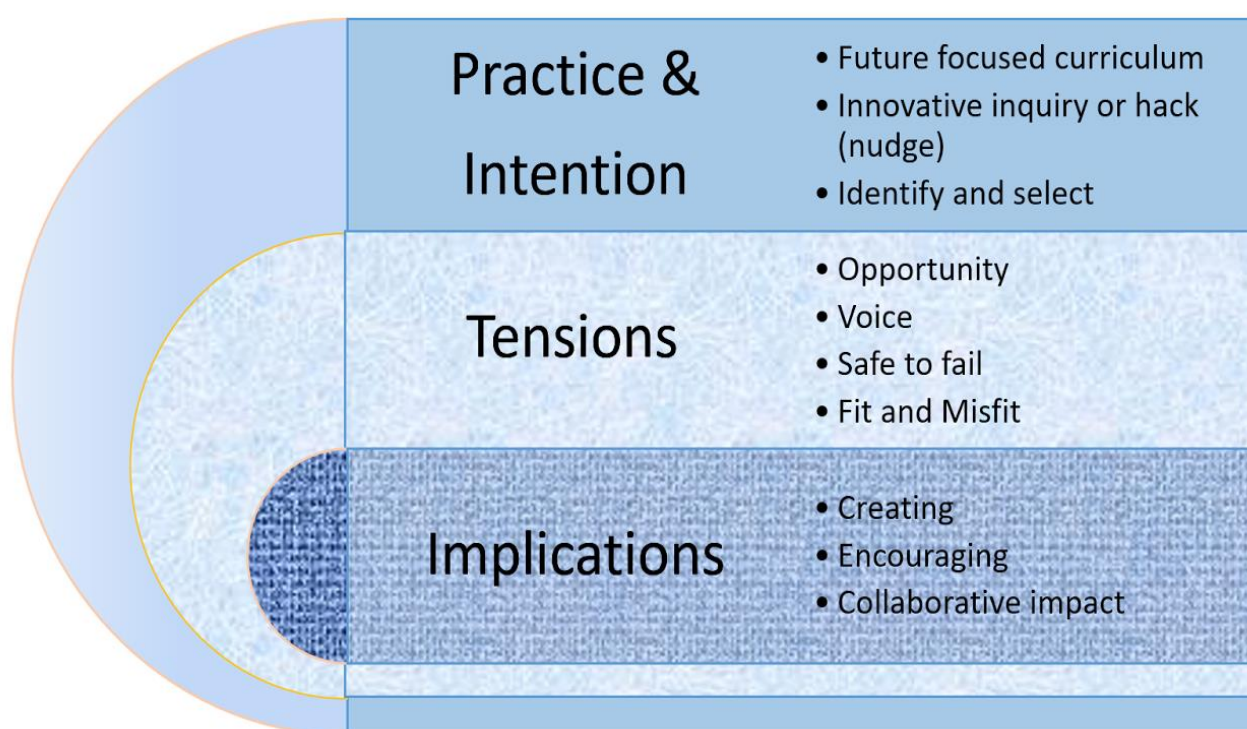 Practice &
Intention
• Future focused curriculum
• Innovative inquiry or hack
(nudge)
• Identify and select
Tensions
• Opportunity
• Voice
• Safe to fail
• Fit and Misfit
Implications
• Creating
• Encouraging
• Collaborative impact